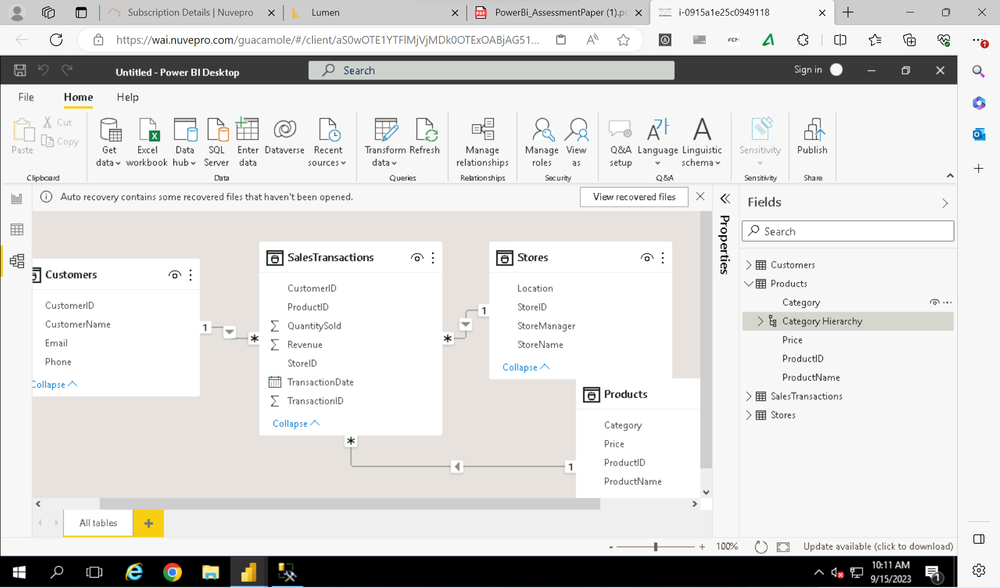 Subscription Details | Nuvepro
Lumen
PowerBi_AssessmentPaper (1).pc
i-0915a1e25c0949118
https://wai.nuvepro.com/guacamole/#/client/aS0wOTE1YTFlMjVjMDk0OTExOABjAG51...
Untitled - Power BI Desktop
Search
Sign in
File
Home
Help
Paste
Cut
Copy
Get data
Excel workbook
Data hub
SQL Server
Enter data
Dataverse
Recent sources
Transform data
Refresh
Manage relationships
Manage roles
View as
Q&A setup
Language
Linguistic schema
Sensitivity
Publish
Clipboard
Data
Queries
Relationships
Security
Q&A
Sensitivity
Share
Auto recovery contains some recovered files that haven't been opened.
View recovered files
Customers
CustomerID
CustomerName
Email
Phone
Collapse
1
*
SalesTransactions
CustomerID
ProductID
QuantitySold
Revenue
StoreID
TransactionDate
TransactionID
Collapse
*
1
Stores
Location
StoreID
StoreManager
StoreName
Collapse
*
1
Products
Category
Price
ProductID
ProductName
Properties
Fields
Search
Customers
Products
Category
Category Hierarchy
Price
ProductID
ProductName
SalesTransactions
Stores
All tables
100%
Update available (click to download)
10:11 AM
9/15/2023
1